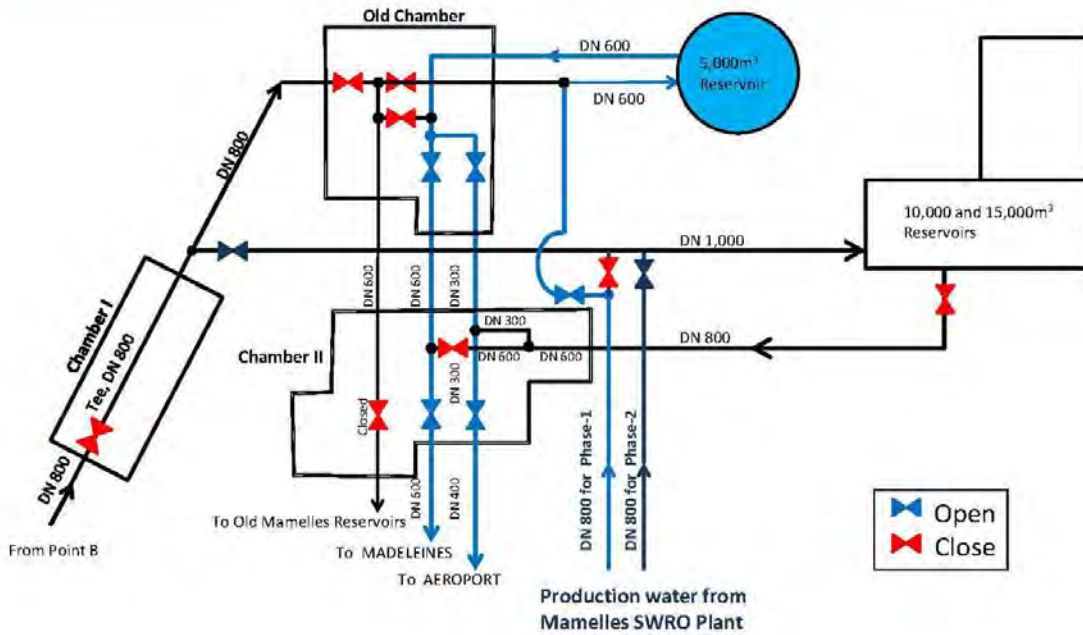 Old Chamber
DN 600
5,000m³
Reservoir
DN 600
DN 800
10,000 and 15,000m³
Reservoirs
DN 1,000
DN 600
DN 600
DN 300
Chamber I
Tee, DN 800
DN 300
DN 600
DN 600
DN 800
Chamber II
DN 300
Closed
DN 800
DN 600
DN 400
DN 800 for Phase-1
DN 800 for Phase-2
From Point B
To Old Mamelles Reservoirs
To MADELEINES
To AEROPORT
Production water from
Mamelles SWRO Plant
Open
Close